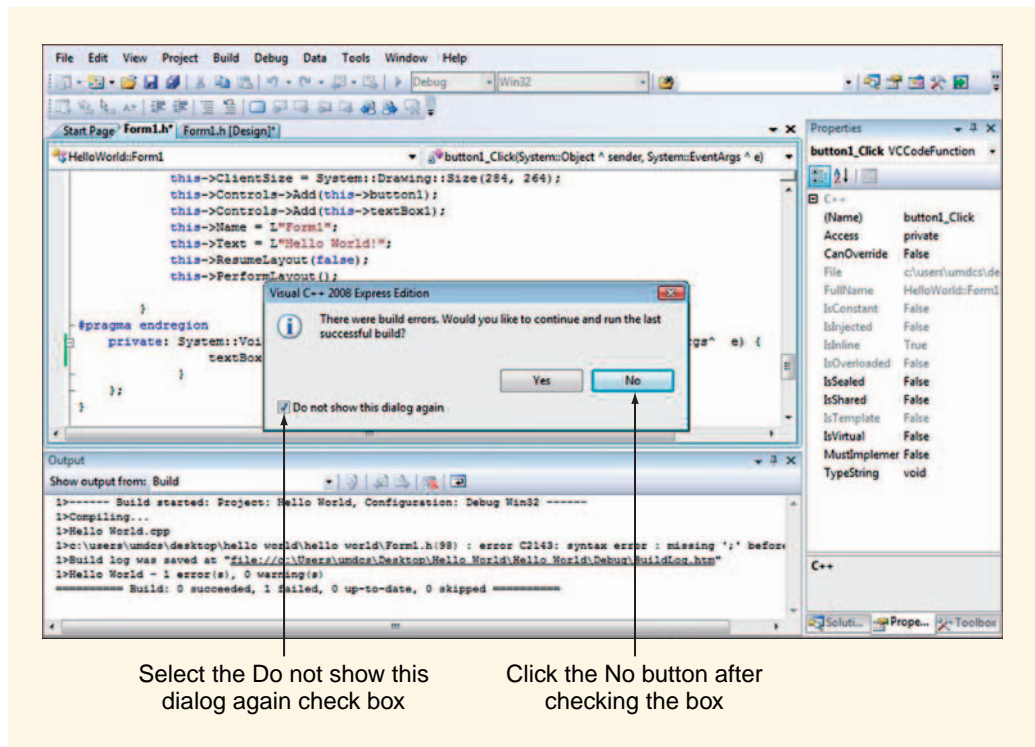 File Edit View Project Build Debug Data Tools Window Help
Debug Win32
Start Page Form1.h* Form1.h [Design]*
HelloWorld::Form1 button1_Click(System::Object ^ sender, System::EventArgs ^ e)
this->ClientSize = System::Drawing::Size(284, 264);
this->Controls->Add(this->button1);
this->Controls->Add(this->textBox1);
this->Name = L"Form1";
this->Text = L"Hello World!";
this->ResumeLayout(false);
this->PerformLayout();
}
#pragma endregion
private: System::Voi rgs^ e) {
textBox
}
};
}
Visual C++ 2008 Express Edition
There were build errors. Would you like to continue and run the last
successful build?
Yes No
Do not show this dialog again
Properties
button1_Click VCCodeFunction
C++
(Name) button1_Click
Access private
CanOverride False
File c:\users\umdcs\de
FullName HelloWorld::Form1
IsConstant False
IsInjected False
IsInline True
IsOverloaded False
IsSealed False
IsShared False
IsTemplate False
IsVirtual False
MustImplemer False
TypeString void
C++
Soluti... Prope... Toolbox
Output
Show output from: Build
1>------ Build started: Project: Hello World, Configuration: Debug Win32 ------
1>Compiling...
1>Hello World.cpp
1>c:\users\umdcs\desktop\hello world\hello world\Form1.h(98) : error C2143: syntax error : missing ';' before
1>Build log was saved at "file://c:\Users\umdcs\Desktop\Hello World\Hello World\Debug\BuildLog.htm"
1>Hello World - 1 error(s), 0 warning(s)
========== Build: 0 succeeded, 1 failed, 0 up-to-date, 0 skipped ==========
Select the Do not show this
dialog again check box
Click the No button after
checking the box